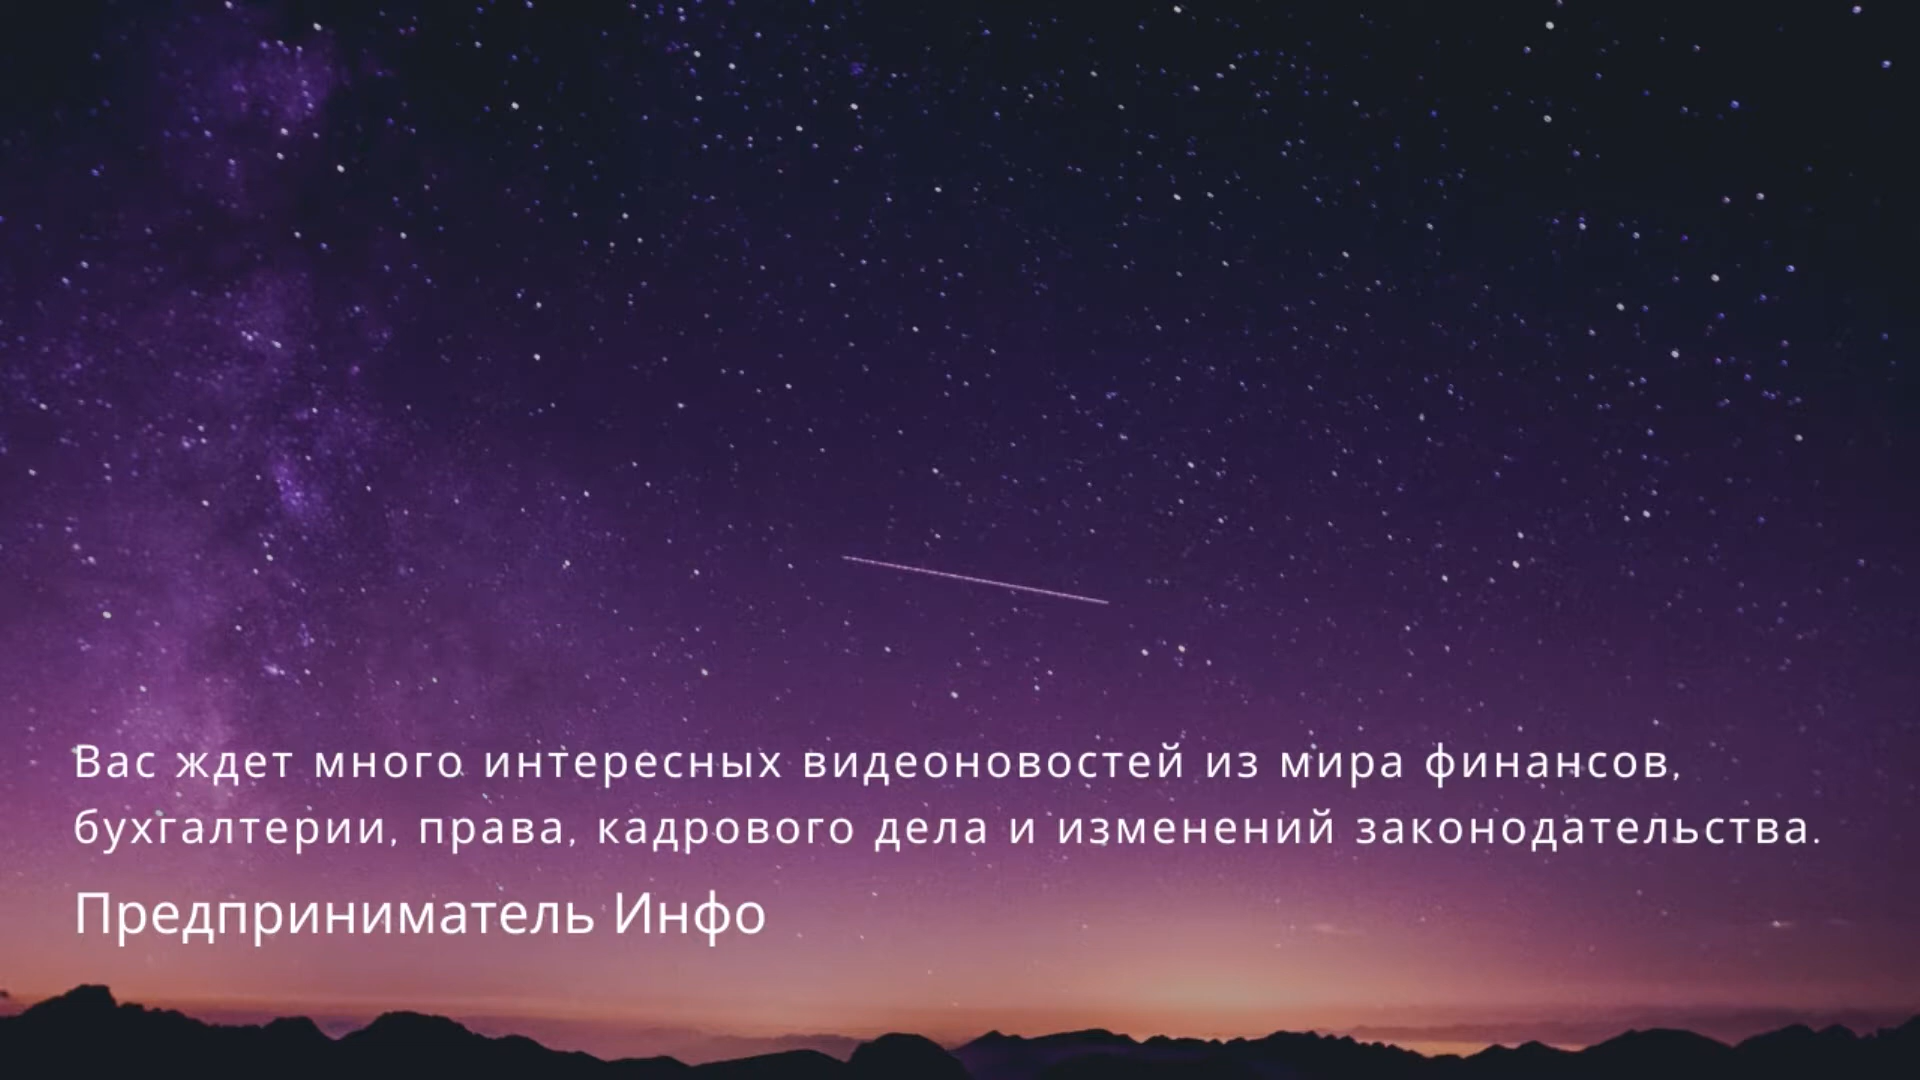 Вас ждет много интересных видеоновостей из мира финансов,
бухгалтерии, права, кадрового дела и изменений законодательства.
Предприниматель Инфо